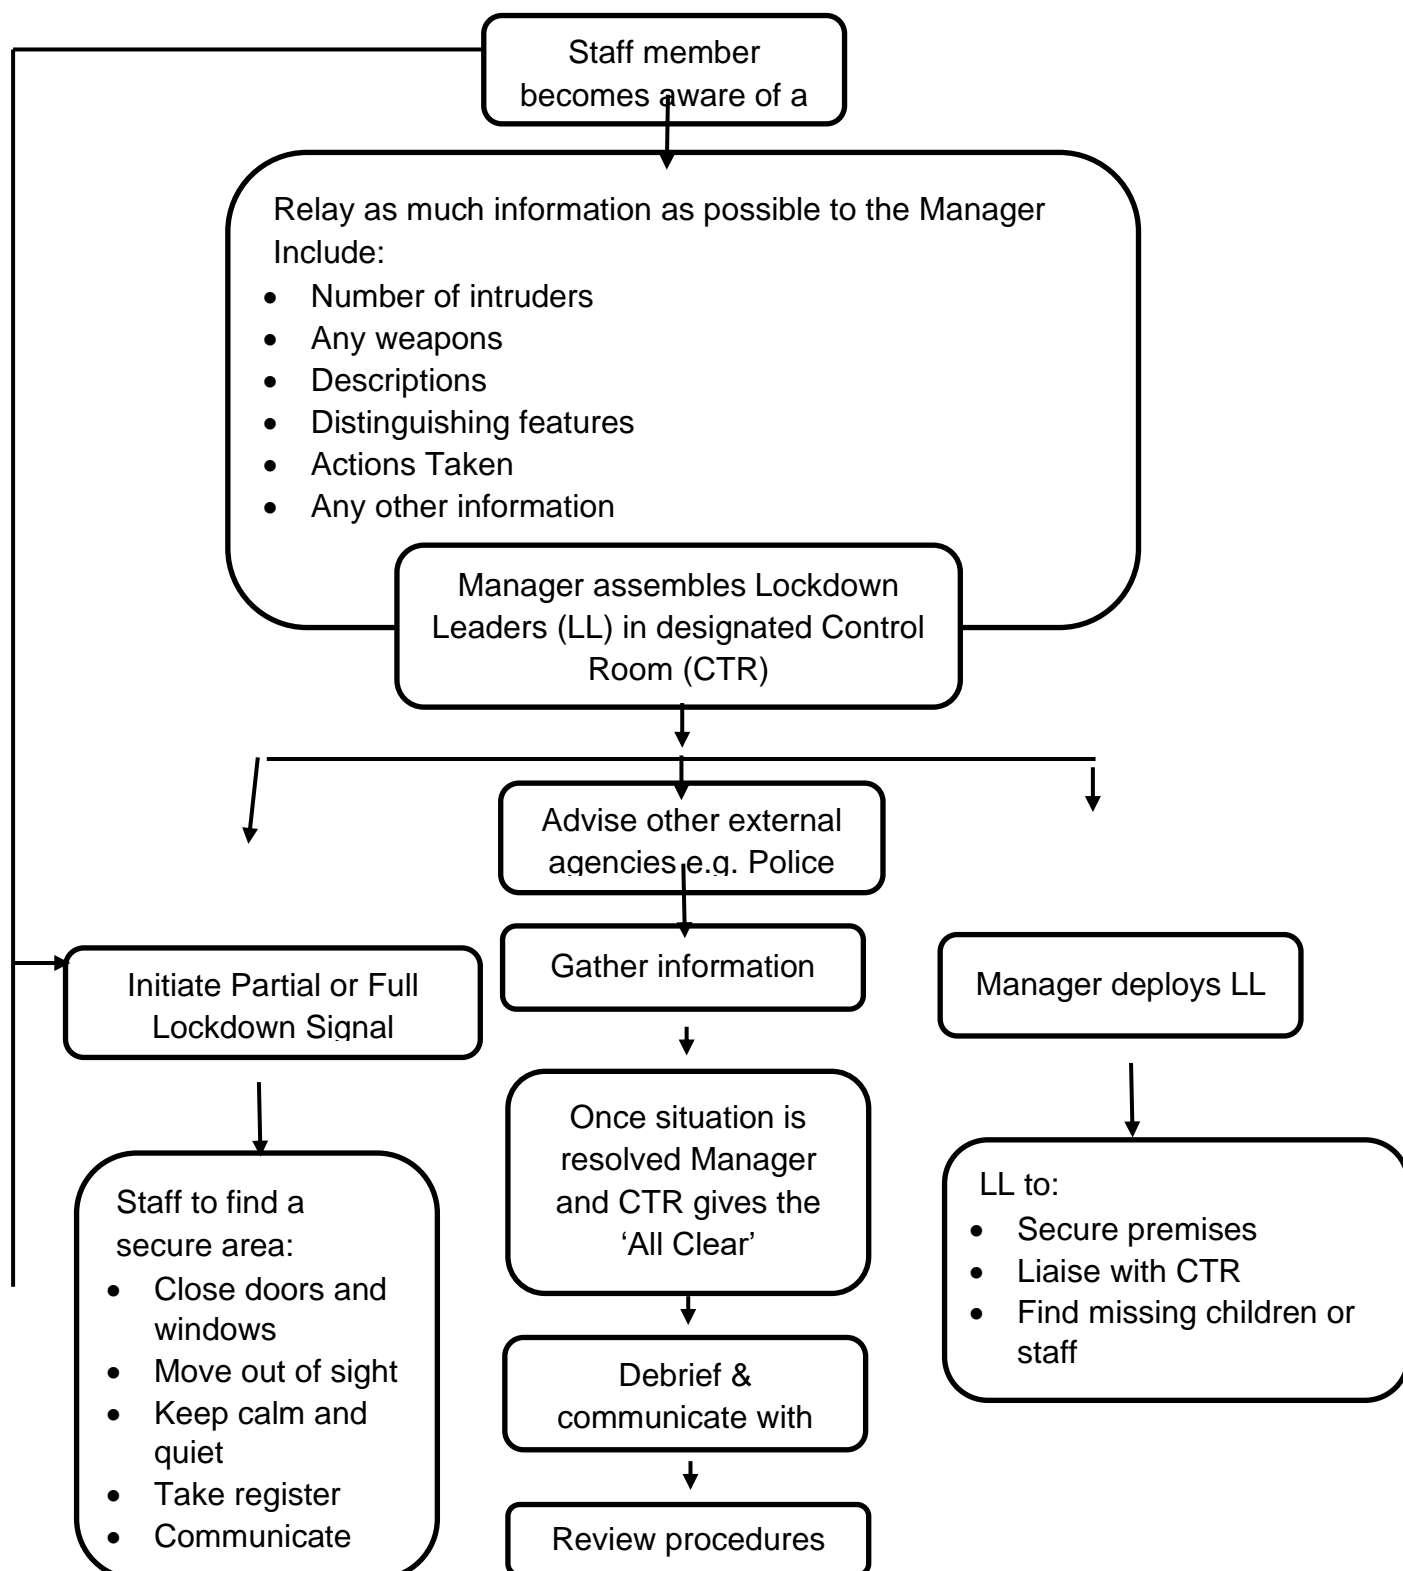 Staff member
becomes aware of a
Relay as much information as possible to the Manager
Include:
• Number of intruders
• Any weapons
• Descriptions
• Distinguishing features
• Actions Taken
• Any other information
Manager assembles Lockdown
Leaders (LL) in designated Control
Room (CTR)
Advise other external
agencies e.g. Police
Initiate Partial or Full
Lockdown Signal
Gather information
Manager deploys LL
Staff to find a
secure area:
• Close doors and
windows
• Move out of sight
• Keep calm and
quiet
• Take register
• Communicate
Once situation is
resolved Manager
and CTR gives the
‘All Clear’
Debrief &
communicate with
Review procedures
LL to:
• Secure premises
• Liaise with CTR
• Find missing children or
staff